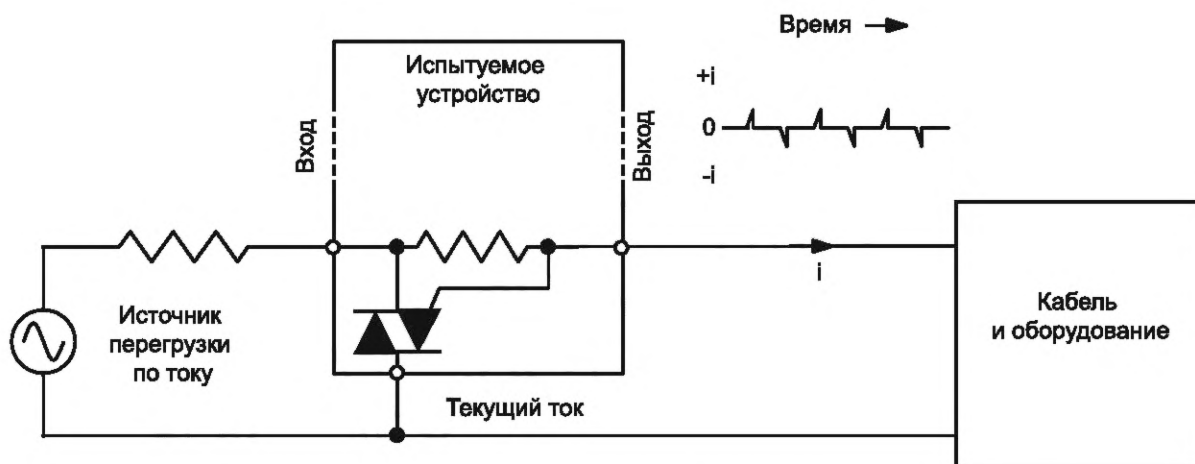 Время
Испытуемое
устройство
+i
0
-i
Вход
Выход
i
Источник
перегрузки
по току
Кабель
и оборудование
Текущий ток